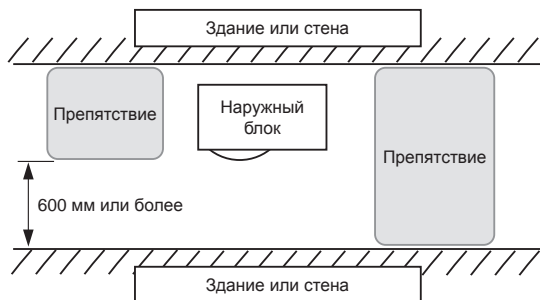 Здание или стена
Препятствие
Наружный
блок
Препятствие
600 мм или более
Здание или стена